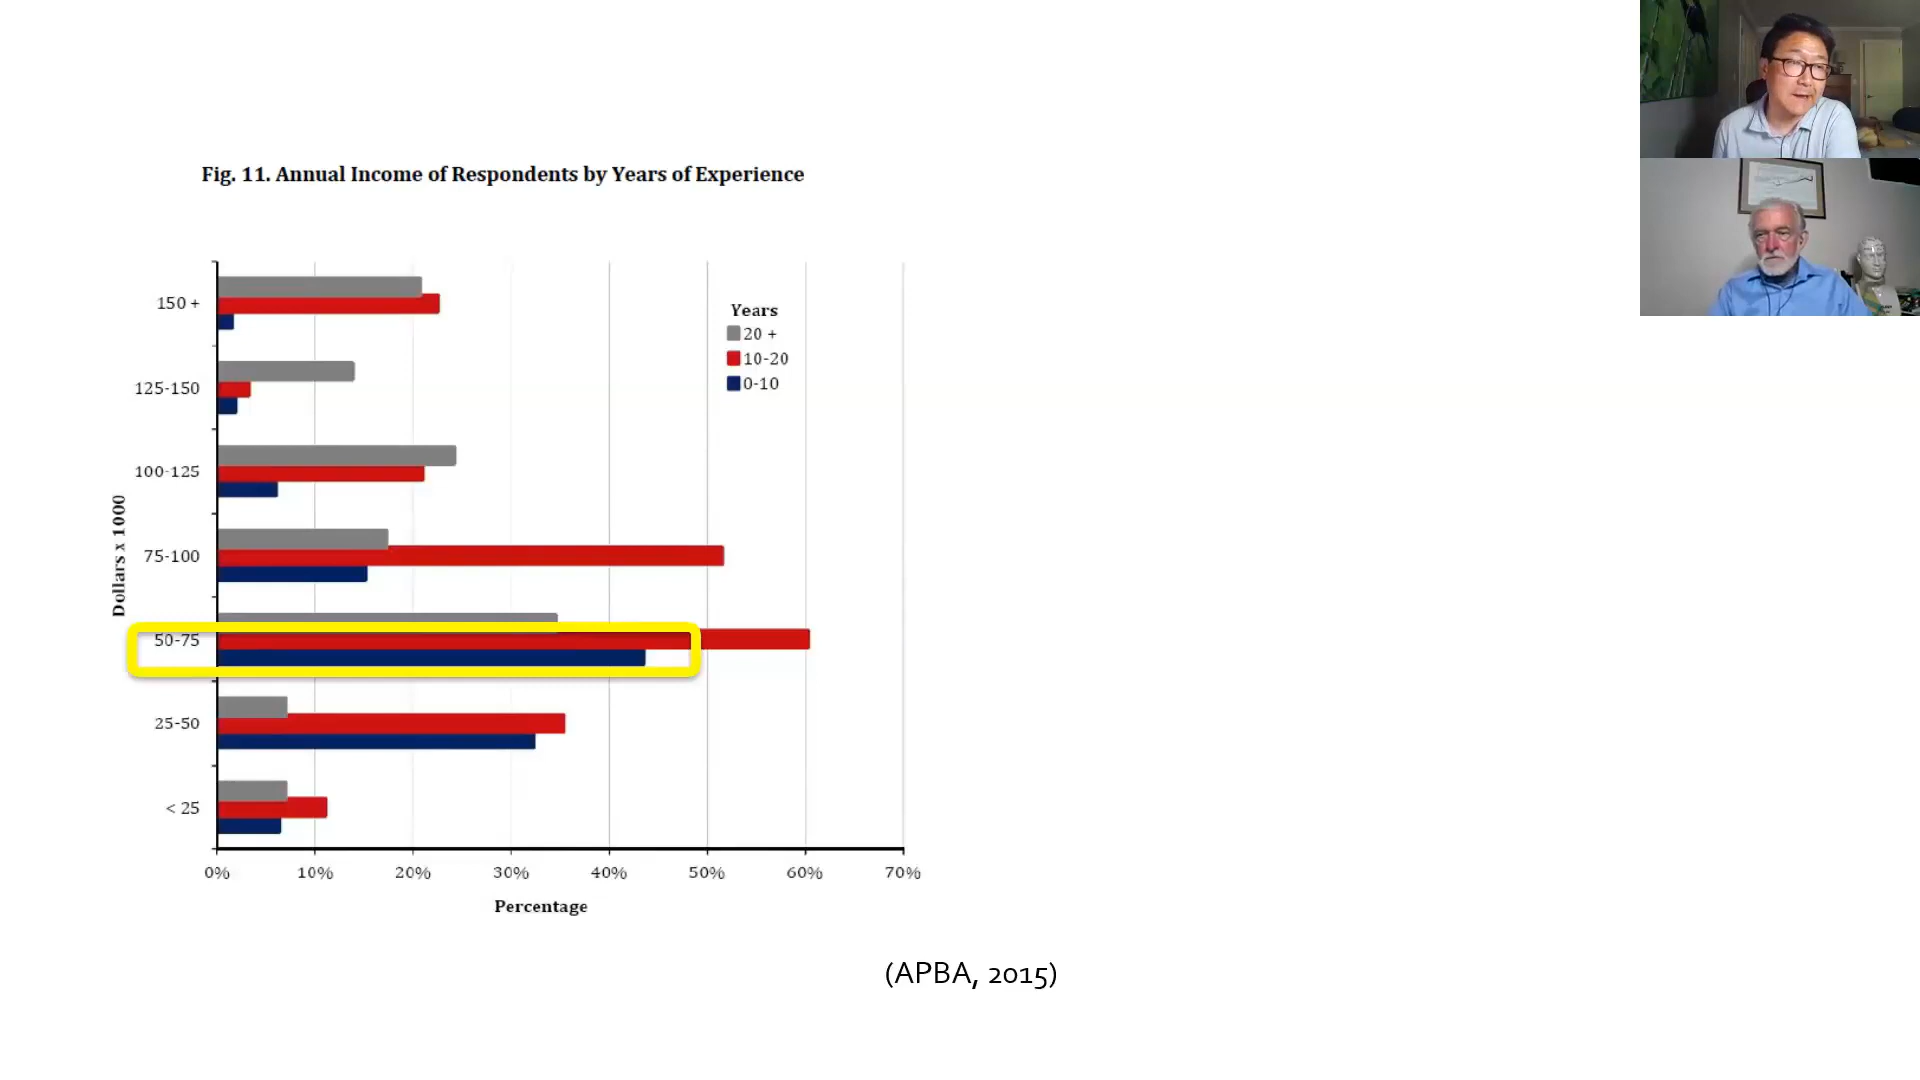 Fig. 11. Annual Income of Respondents by Years of Experience
Years
20 +
10-20
0-10
Dollars x 1000
150 +
125-150
100-125
75-100
50-75
25-50
< 25
0% 10% 20% 30% 40% 50% 60% 70%
Percentage
(APBA, 2015)